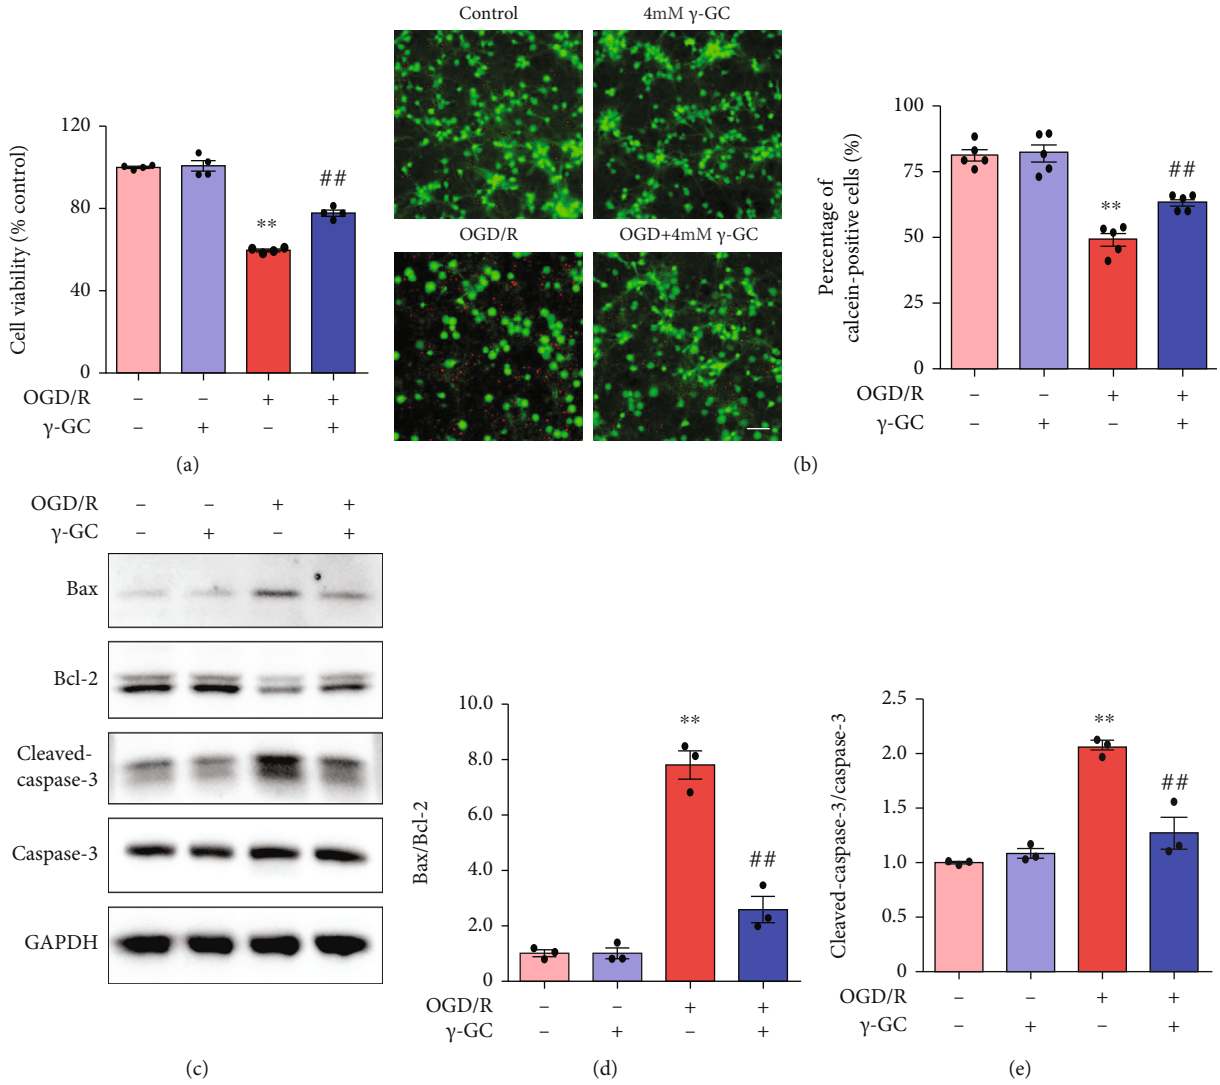 Cell viability (% control)
120
80
40
0
**
##
OGD/R – – + +
γ-GC – + – +
(a)
Control
4mM γ-GC
OGD/R
OGD+4mM γ-GC
Percentage of
calcein-positive cells (%)
100
75
50
25
0
**
##
OGD/R – – + +
γ-GC – + – +
(b)
OGD/R – – + +
γ-GC – + – +
Bax
Bcl-2
Cleaved-
caspase-3
Caspase-3
GAPDH
(c)
Bax/Bcl-2
10.0
8.0
6.0
4.0
2.0
0
**
##
OGD/R – – + +
γ-GC – + – +
(d)
Cleaved-caspase-3/caspase-3
2.5
2.0
1.5
1.0
0.5
0
**
##
OGD/R – – + +
γ-GC – + – +
(e)